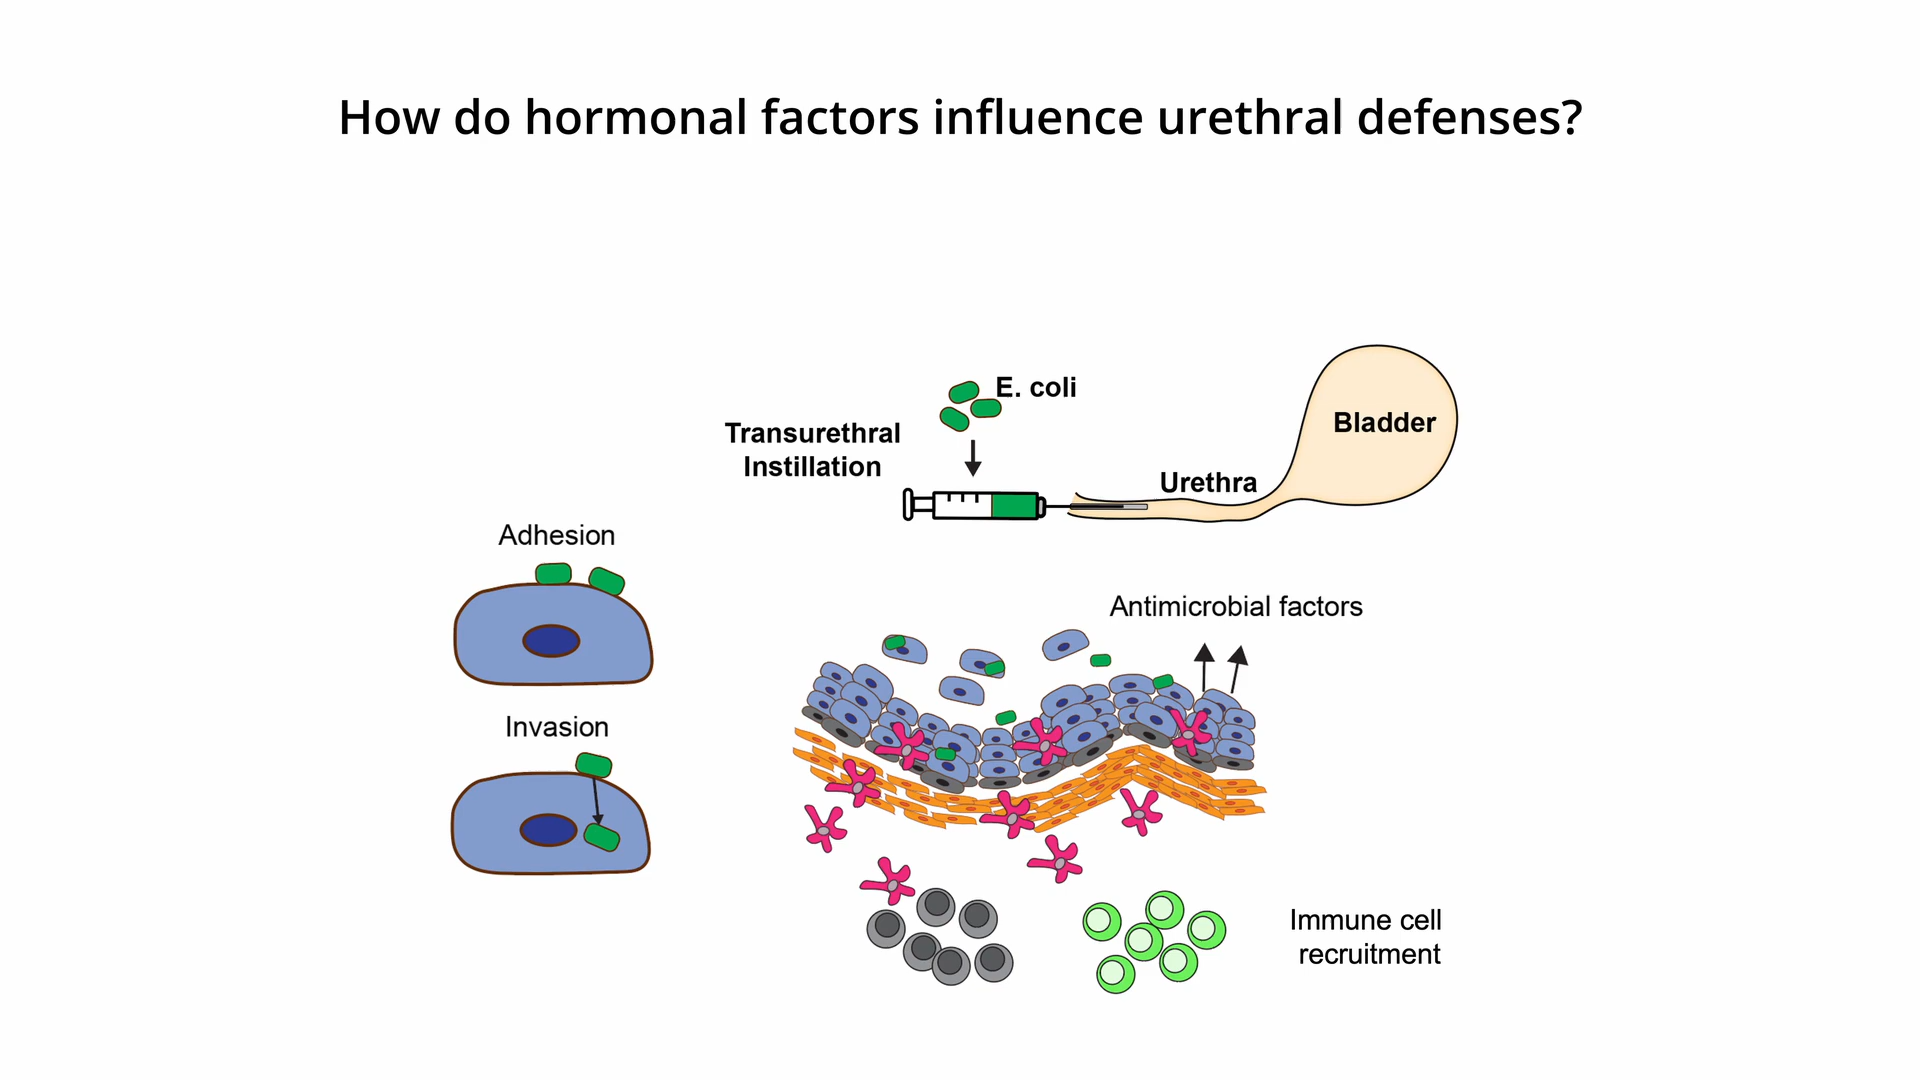 How do hormonal factors influence urethral defenses?
E. coli
Transurethral
Instillation
Bladder
Urethra
Adhesion
Invasion
Antimicrobial factors
Immune cell
recruitment